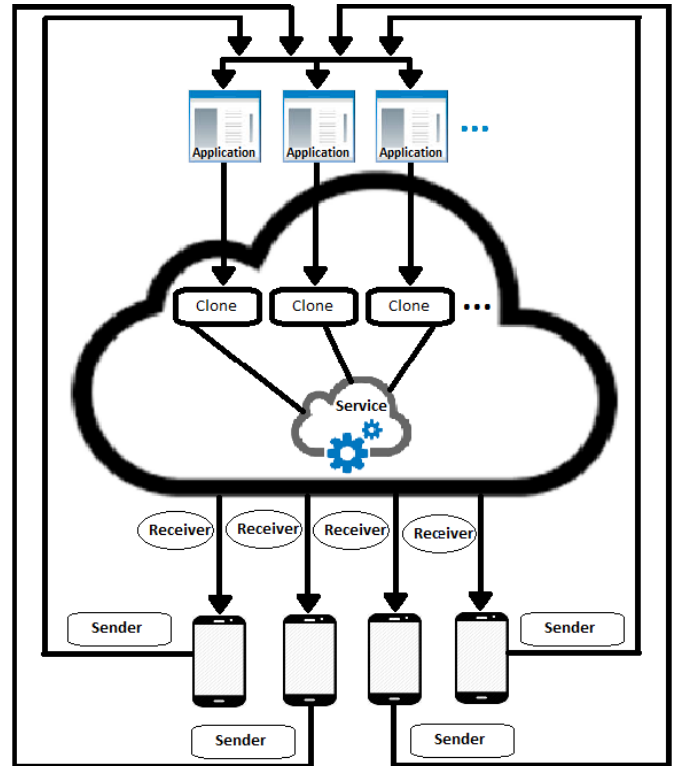 Application Application Application ...
Clone Clone Clone ...
Service
Receiver Receiver Receiver Receiver
Sender Sender
Sender Sender